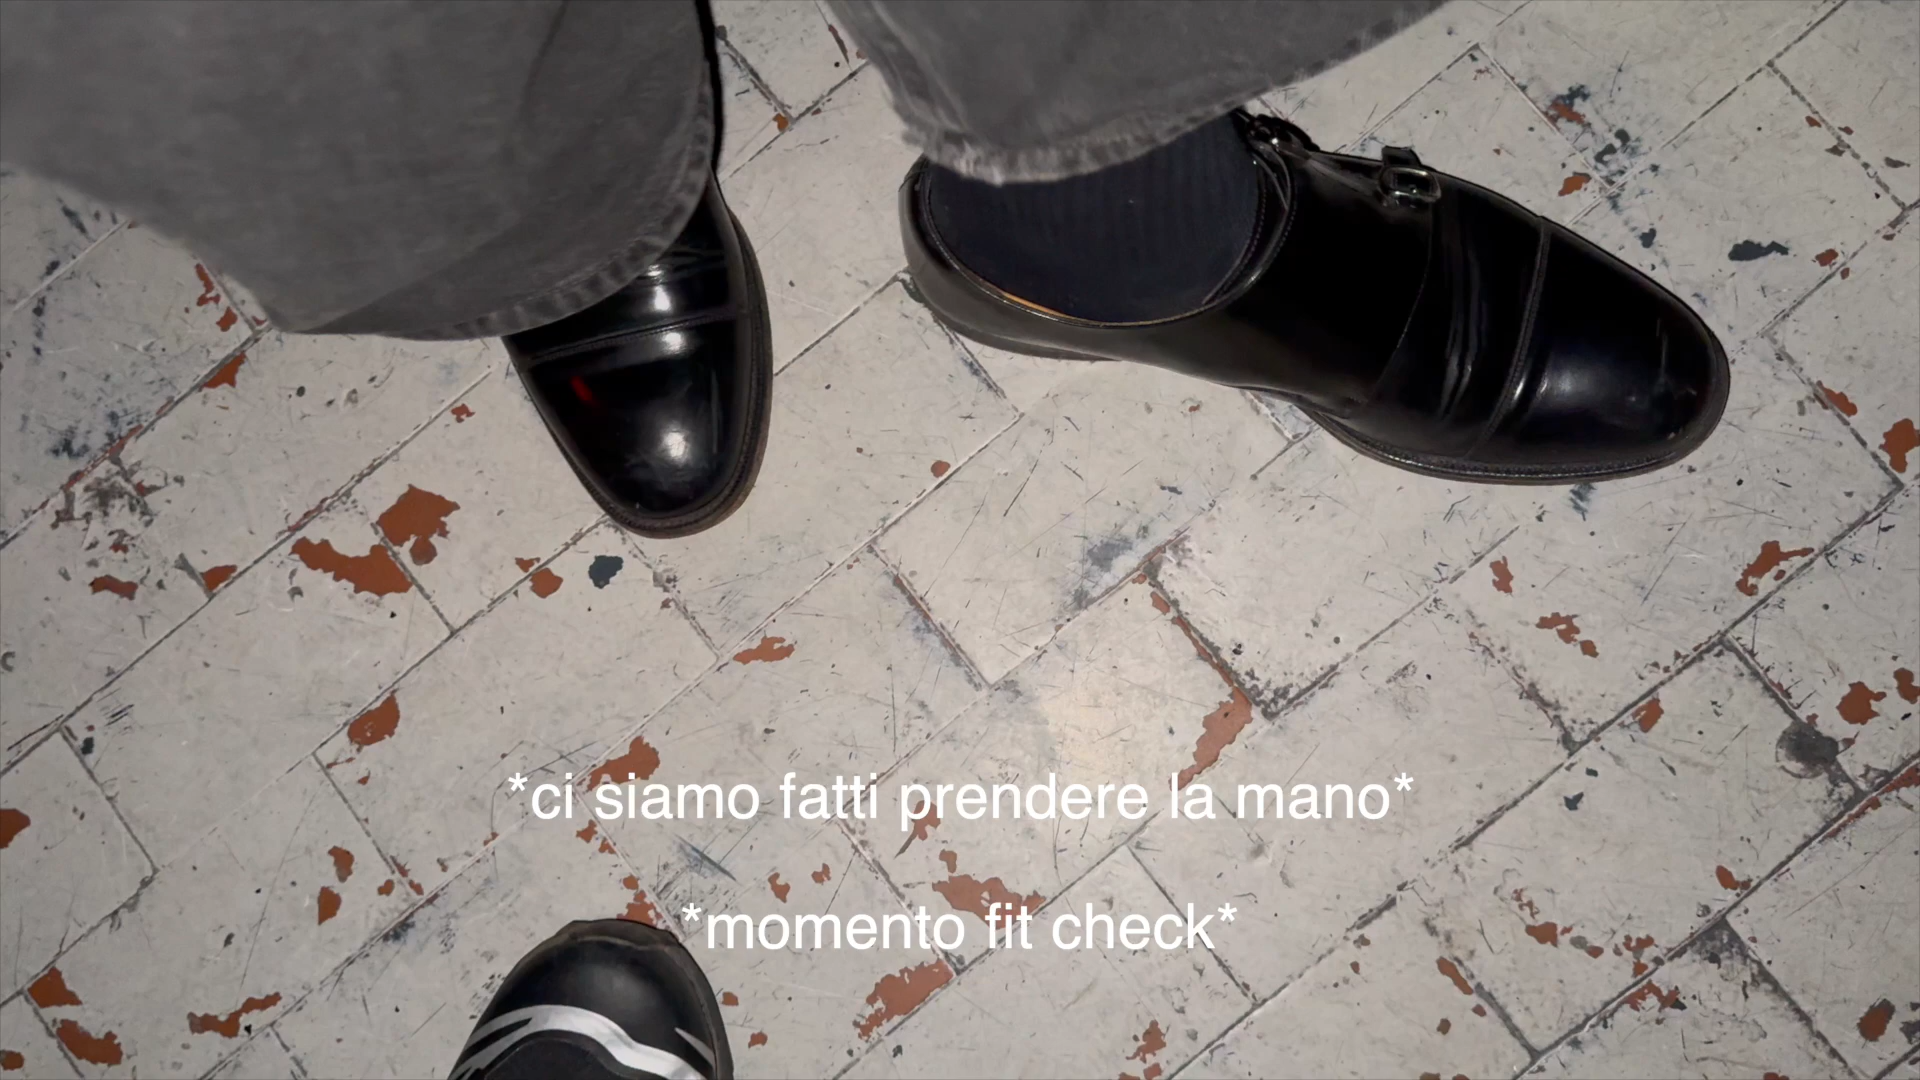 *ci siamo fatti prendere la mano*
*momento fit check*